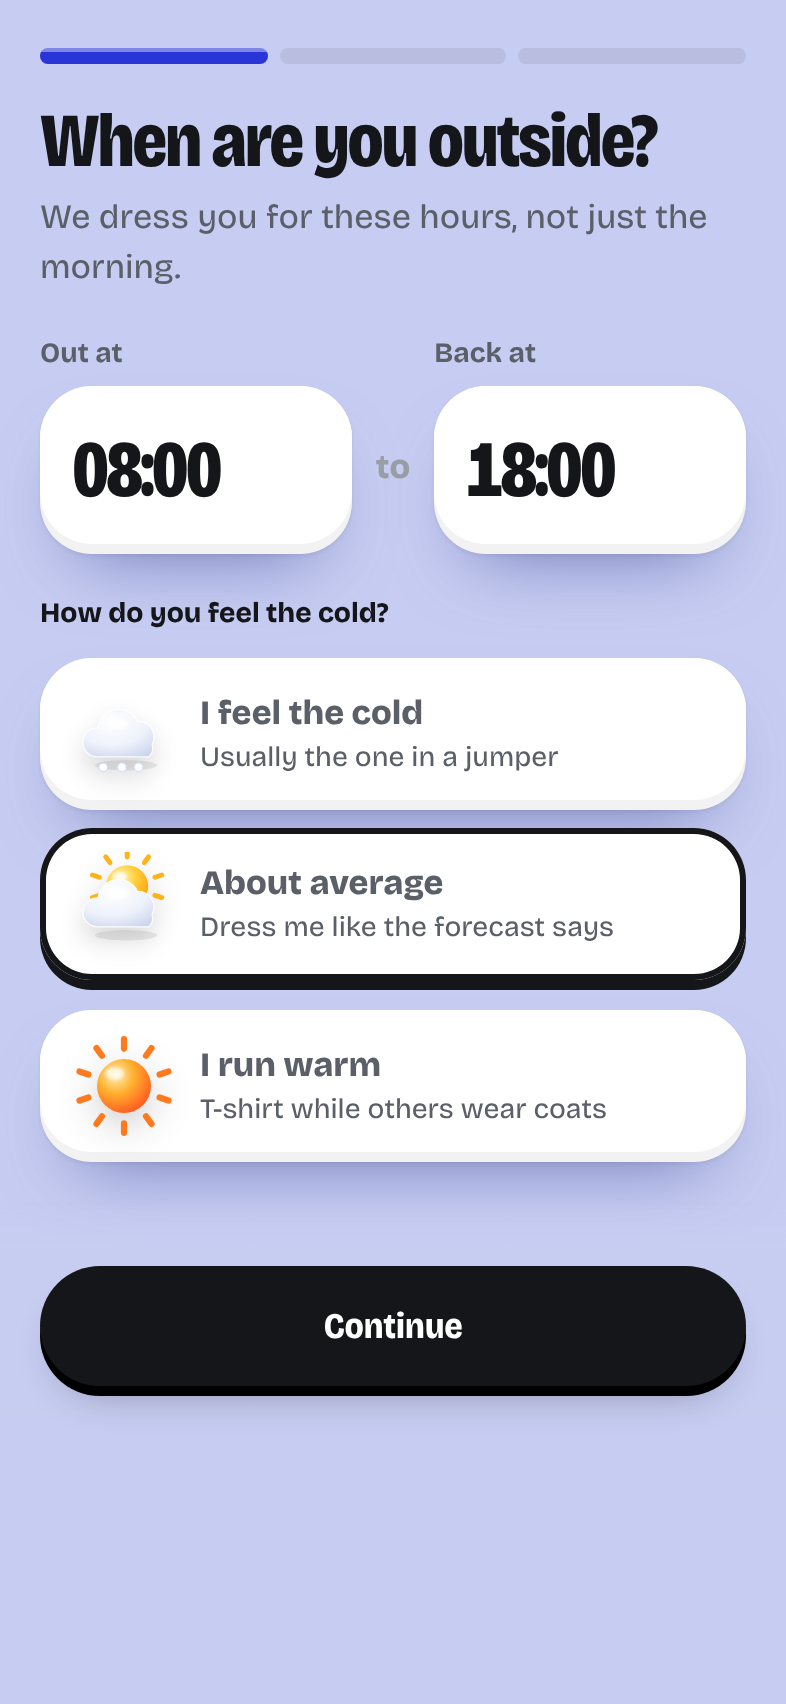 When are you outside?
We dress you for these hours, not just the
morning.
Out at
Back at
08:00
to
18:00
How do you feel the cold?
I feel the cold
Usually the one in a jumper
About average
Dress me like the forecast says
I run warm
T-shirt while others wear coats
Continue